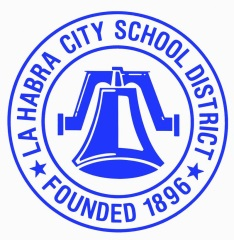 LA HABRA CITY SCHOOL DISTRICT
★ FOUNDED 1896 ★